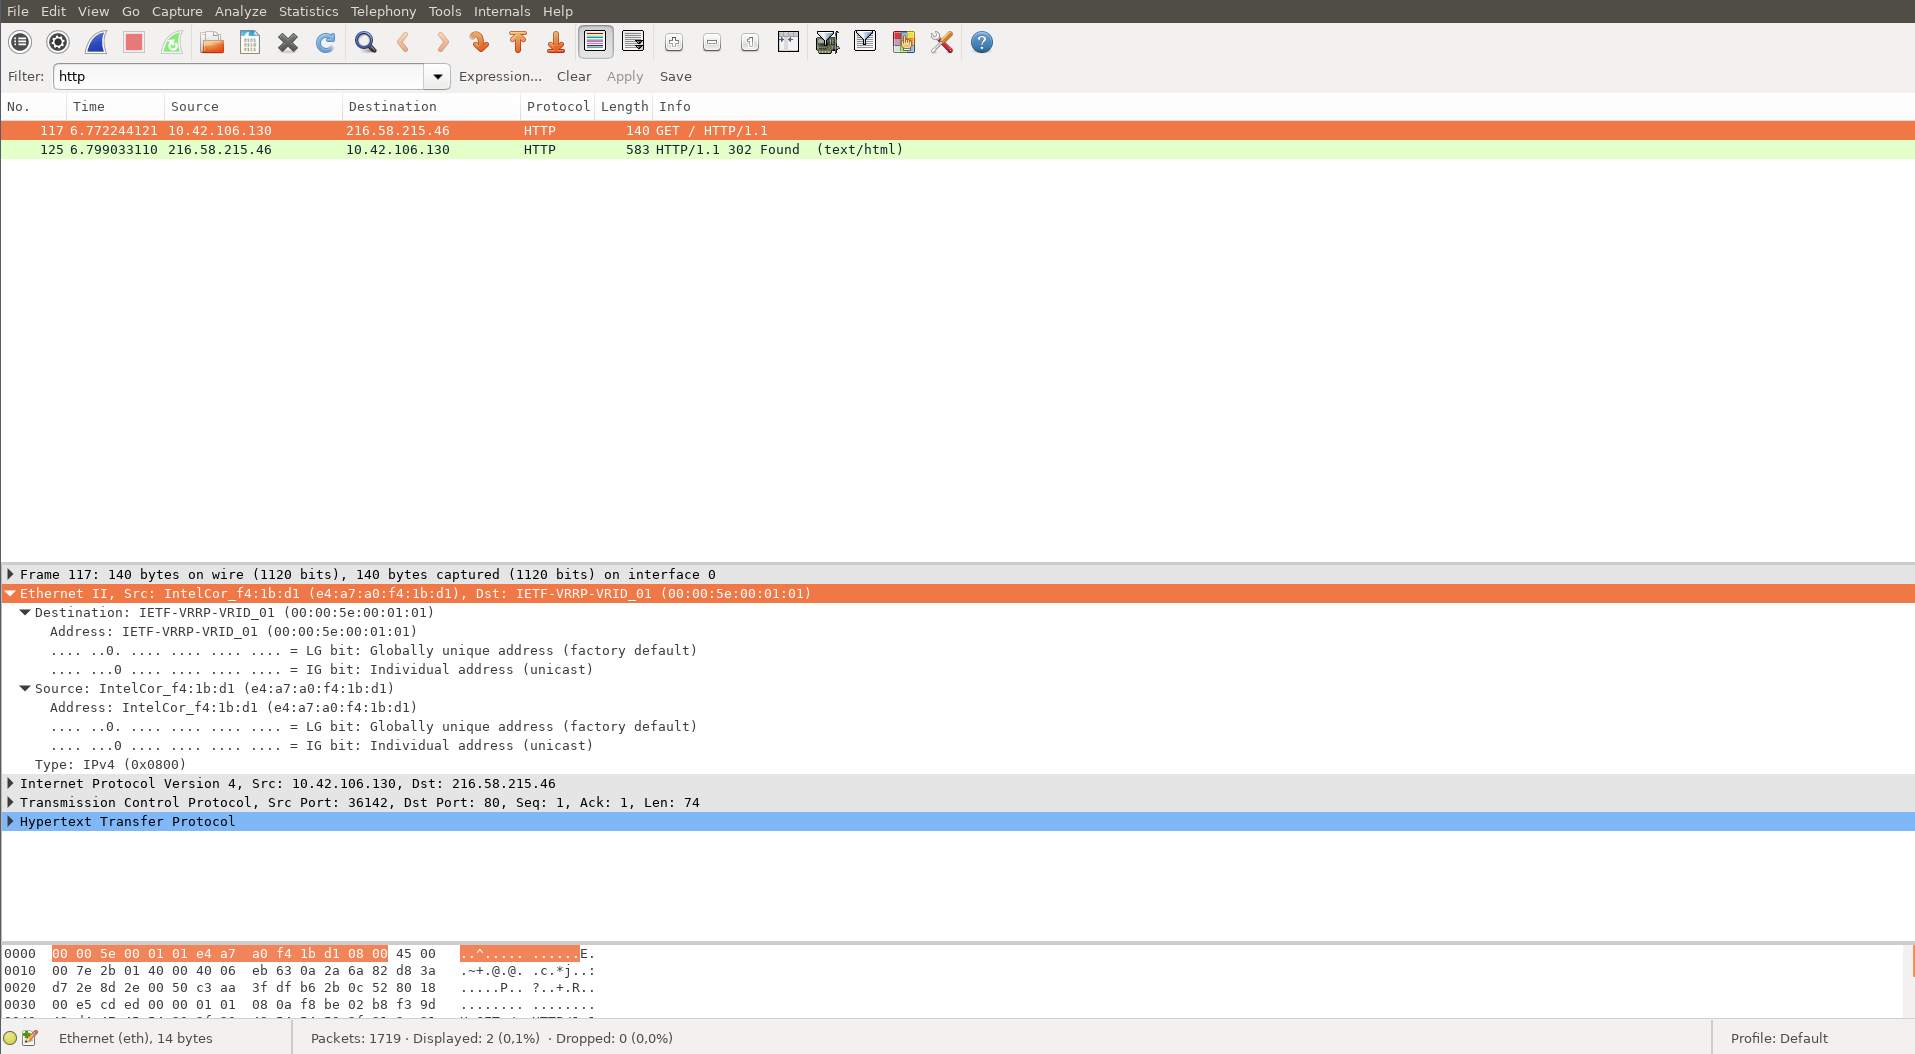 File Edit View Go Capture Analyze Statistics Telephony Tools Internals Help
Filter: http Expression... Clear Apply Save
No. Time Source Destination Protocol Length Info
117 6.772244121 10.42.106.130 216.58.215.46 HTTP 140 GET / HTTP/1.1
125 6.799033110 216.58.215.46 10.42.106.130 HTTP 583 HTTP/1.1 302 Found (text/html)
Frame 117: 140 bytes on wire (1120 bits), 140 bytes captured (1120 bits) on interface 0
Ethernet II, Src: IntelCor_f4:1b:d1 (e4:a7:a0:f4:1b:d1), Dst: IETF-VRRP-VRID_01 (00:00:5e:00:01:01)
Destination: IETF-VRRP-VRID_01 (00:00:5e:00:01:01)
Address: IETF-VRRP-VRID_01 (00:00:5e:00:01:01)
.... ..0. .... .... .... .... = LG bit: Globally unique address (factory default)
.... ...0 .... .... .... .... = IG bit: Individual address (unicast)
Source: IntelCor_f4:1b:d1 (e4:a7:a0:f4:1b:d1)
Address: IntelCor_f4:1b:d1 (e4:a7:a0:f4:1b:d1)
.... ..0. .... .... .... .... = LG bit: Globally unique address (factory default)
.... ...0 .... .... .... .... = IG bit: Individual address (unicast)
Type: IPv4 (0x0800)
Internet Protocol Version 4, Src: 10.42.106.130, Dst: 216.58.215.46
Transmission Control Protocol, Src Port: 36142, Dst Port: 80, Seq: 1, Ack: 1, Len: 74
Hypertext Transfer Protocol
0000 00 00 5e 00 01 01 e4 a7 a0 f4 1b d1 08 00 45 00 ..^..... ......E.
0010 00 7e 2b 01 40 00 40 06 eb 63 0a 2a 6a 82 d8 3a .~+.@.@. .c.*j..:
0020 d7 2e 8d 2e 00 50 c3 aa 3f df b6 2b 0c 52 80 18 .....P.. ?..+.R..
0030 00 e5 cd ed 00 00 01 01 08 0a f8 be 02 b8 f3 9d ........ ........
Ethernet (eth), 14 bytes Packets: 1719 · Displayed: 2 (0,1%) · Dropped: 0 (0,0%) Profile: Default